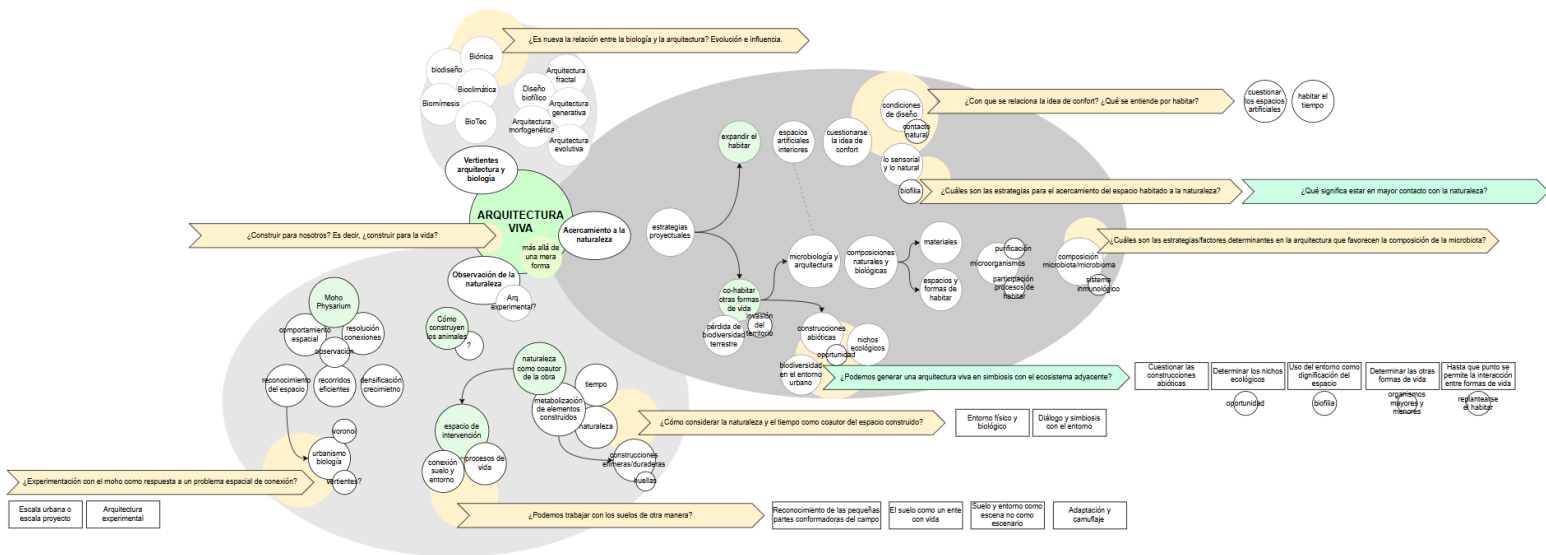 ¿Es nueva la relación entre la biología y la arquitectura? Evolución e influencia.
Biónica
biodiseño
Bioclimática
Biomímesis
BioTec
Arquitectura
fractal
Diseño
biofílico
Arquitectura
generativa
Arquitectura
morfogenética
Arquitectura
evolutiva
Vertientes
arquitectura y
biología
ARQUITECTURA
VIVA
más allá de
una mera
forma
Acercamiento a la
naturaleza
Observación de la
naturaleza
Arq.
experimental?
¿Construir para nosotros? Es decir, ¿construir para la vida?
estrategias
proyectuales
expandir el
habitar
espacios
artificiales
interiores
cuestionarse
la idea de
confort
condiciones
de diseño
contacto
natural
lo sensorial
y lo natural
biofilia
¿Con que se relaciona la idea de confort? ¿Qué se entiende por habitar?
cuestionar
los espacios
artificiales
habitar el
tiempo
¿Cuáles son las estrategias para el acercamiento del espacio habitado a la naturaleza?
¿Qué significa estar en mayor contacto con la naturaleza?
microbiología y
arquitectura
composiciones
naturales y
biológicas
materiales
espacios y
formas de
habitar
purificación
microorganismos
participación
procesos de
habitar
composición
microbiota/microbioma
sistema
inmunológico
¿Cuáles son las estrategias/factores determinantes en la arquitectura que favorecen la composición de la microbiota?
co-habitar
otras formas
de vida
pérdida de
biodiversidad
terrestre
invasión
del
territorio
construcciones
abióticas
oportunidad
nichos
ecológicos
biodiversidad
en el entorno
urbano
¿Podemos generar una arquitectura viva en simbiosis con el ecosistema adyacente?
Cuestionar las
construcciones
abióticas
Determinar los nichos
ecológicos
oportunidad
Uso del entorno como
dignificación del
espacio
biofilia
Determinar las otras
formas de vida
organismos
mayores y
menores
Hasta que punto se
permite la interacción
entre formas de vida
replantearse
el habitar
Moho
Physarium
comportamiento
espacial
resolución
conexiones
observación
reconocimiento
del espacio
recorridos
eficientes
densificación
crecimietno
voronoi
urbanismo
biología
vertientes?
¿Experimentación con el moho como respuesta a un problema espacial de conexión?
Escala urbana o
escala proyecto
Arquitectura
experimental
Cómo
construyen
los animales
?
naturaleza
como coautor
de la obra
tiempo
metabolización
de elementos
construidos
naturaleza
espacio de
intervención
conexión
suelo y
entorno
procesos de
vida
construcciones
efímeras/duraderas
huellas
¿Cómo considerar la naturaleza y el tiempo como coautor del espacio construido?
Entorno físico y
biológico
Diálogo y simbiosis
con el entorno
¿Podemos trabajar con los suelos de otra manera?
Reconocimiento de las pequeñas
partes conformadoras del campo
El suelo como un ente
con vida
Suelo y entorno como
escena no como
escenario
Adaptación y
camuflaje